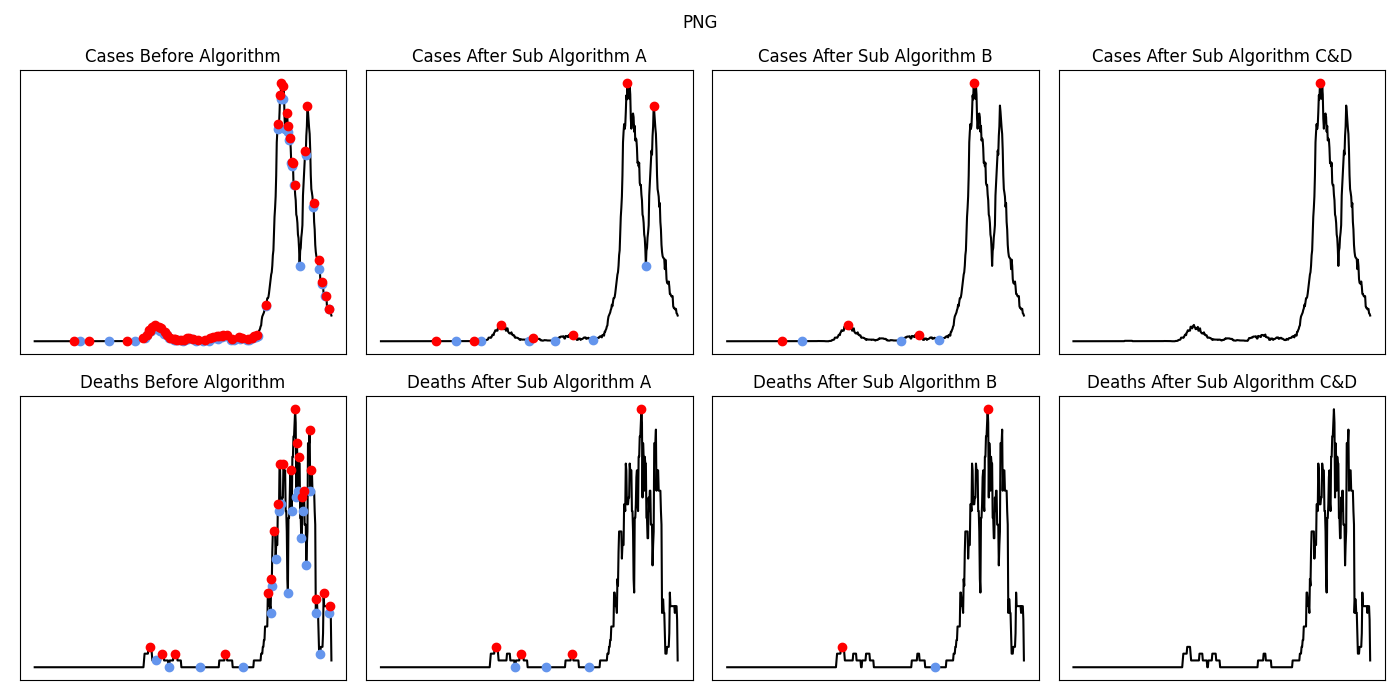 PNG
Cases Before Algorithm
Cases After Sub Algorithm A
Cases After Sub Algorithm B
Cases After Sub Algorithm C&D
Deaths Before Algorithm
Deaths After Sub Algorithm A
Deaths After Sub Algorithm B
Deaths After Sub Algorithm C&D